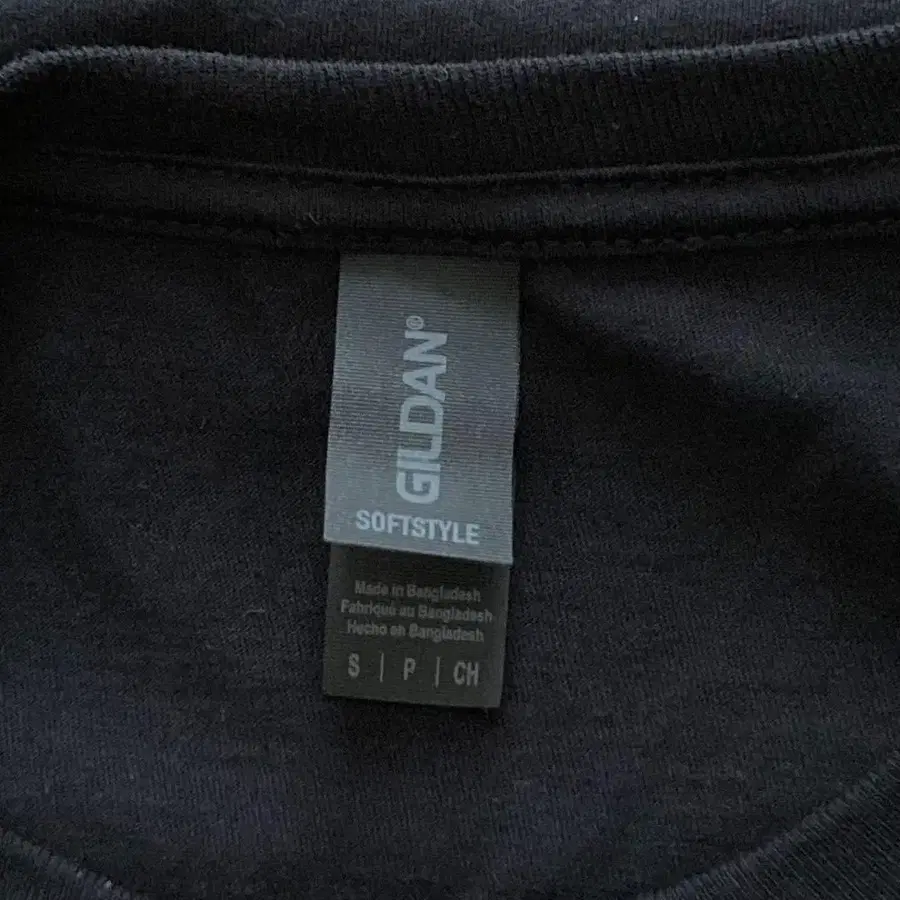 GILDAN®
SOFTSTYLE
Made in Bangladesh
Fabriqué au Bangladesh
Hecho en Bangladesh
S | P | CH